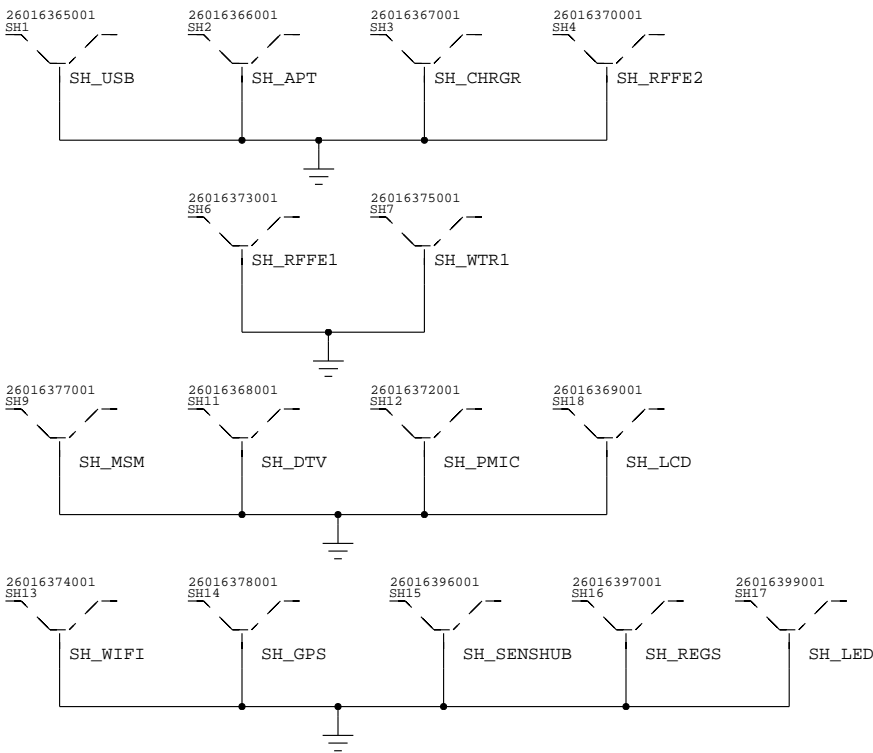 26016365001 26016366001 26016367001 26016370001
SH1 SH2 SH3 SH4
SH_USB SH_APT SH_CHRGR SH_RFFE2
26016373001 26016375001
SH6 SH7
SH_RFFE1 SH_WTR1
26016377001 26016368001 26016372001 26016369001
SH9 SH11 SH12 SH18
SH_MSM SH_DTV SH_PMIC SH_LCD
26016374001 26016378001 26016396001 26016397001 26016399001
SH13 SH14 SH15 SH16 SH17
SH_WIFI SH_GPS SH_SENSHUB SH_REGS SH_LED